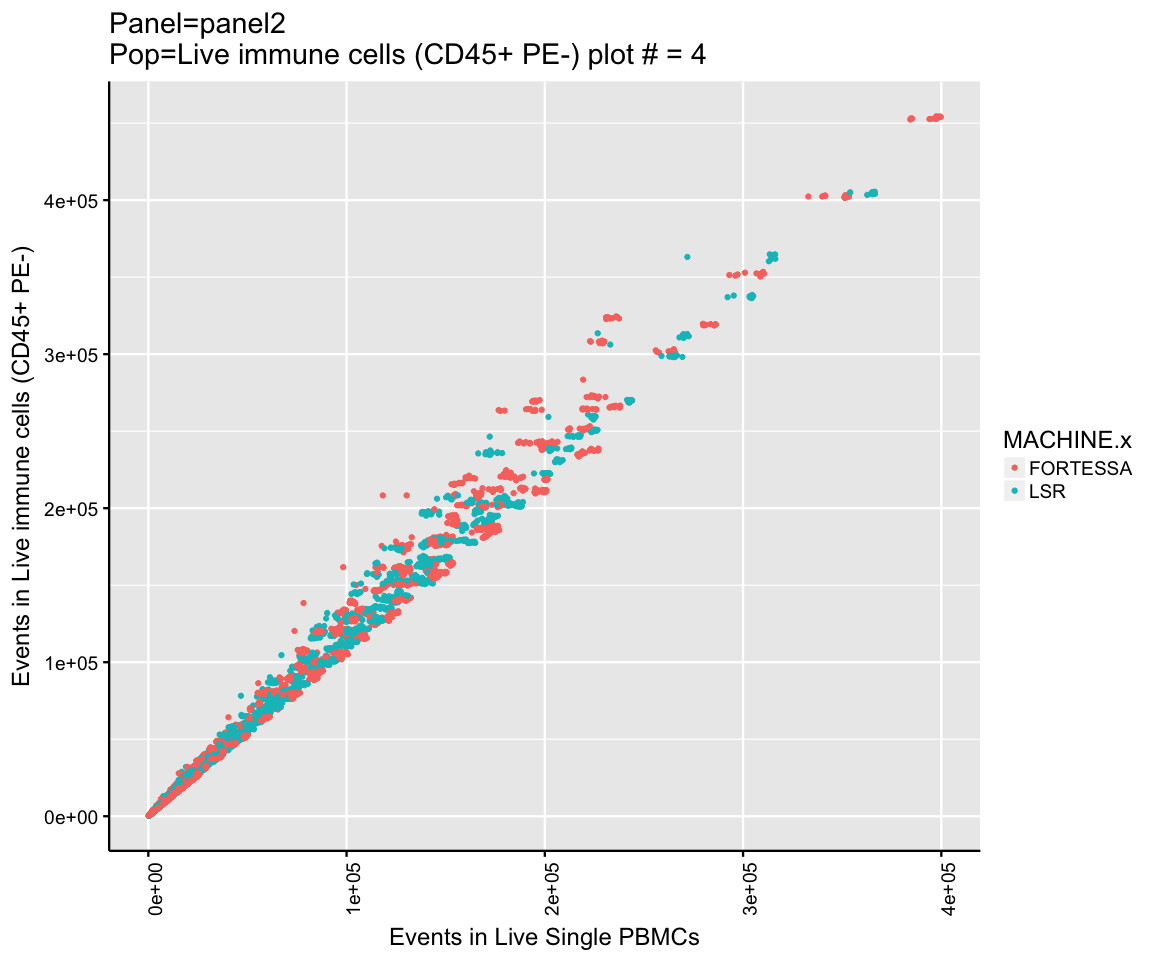 Panel=panel2
Pop=Live immune cells (CD45+ PE-) plot # = 4
Events in Live immune cells (CD45+ PE-)
4e+05
3e+05
2e+05
1e+05
0e+00
0e+00
1e+05
2e+05
3e+05
4e+05
Events in Live Single PBMCs
MACHINE.x
FORTESSA
LSR